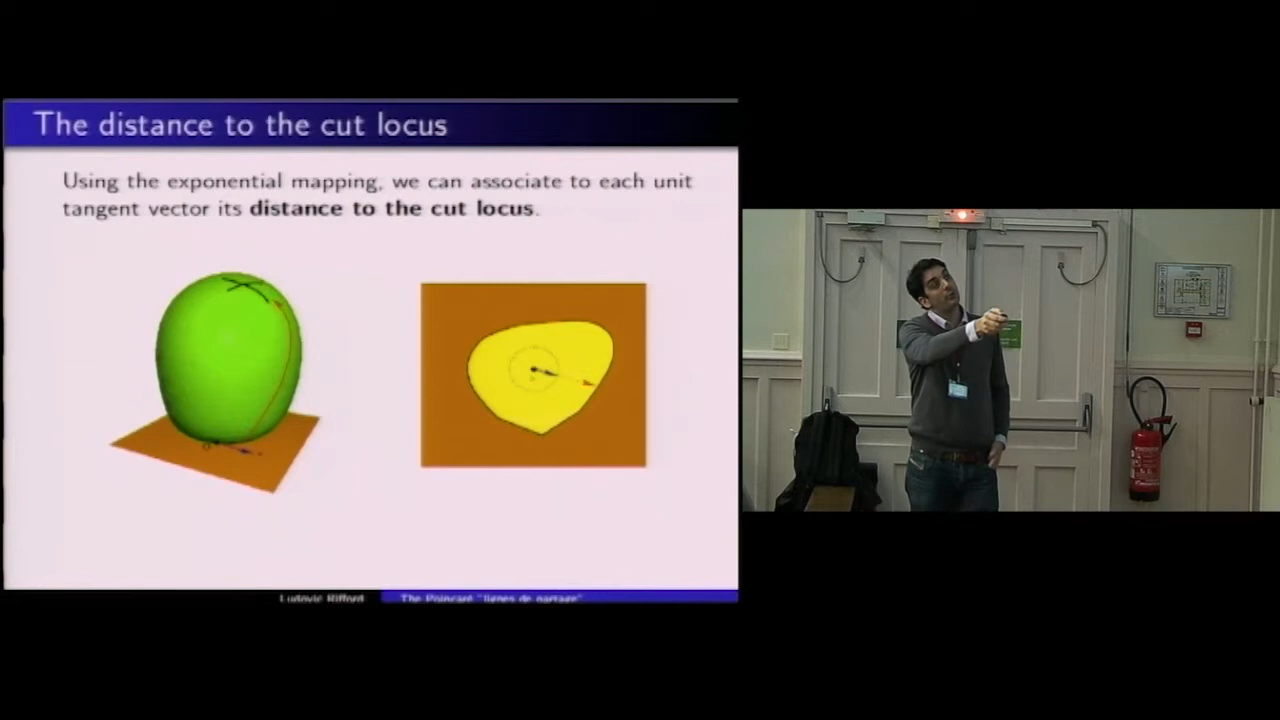 The distance to the cut locus
Using the exponential mapping, we can associate to each unit
tangent vector its distance to the cut locus.
Ludovic Rifford
The Poincaré "lignes de partage"